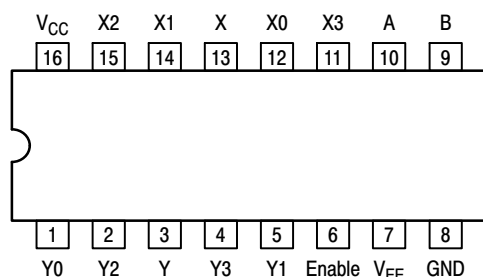 VCC X2 X1 X X0 X3 A B
16 15 14 13 12 11 10 9
1 2 3 4 5 6 7 8
Y0 Y2 Y Y3 Y1 Enable VEE GND